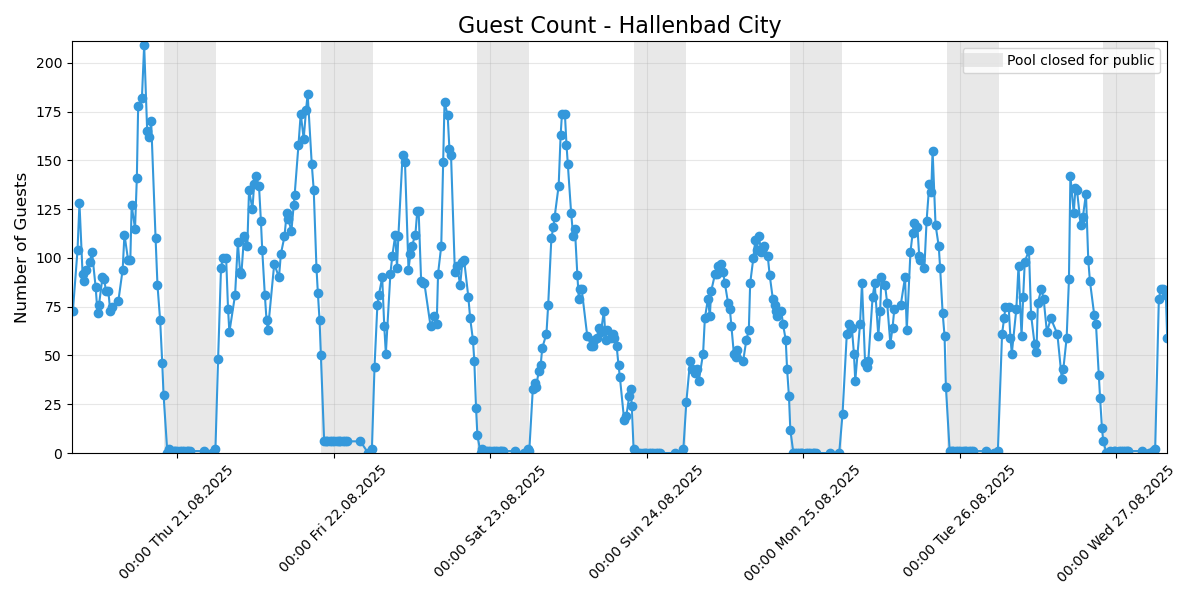 Guest Count - Hallenbad City
Pool closed for public
Number of Guests
200
175
150
125
100
75
50
25
0
00:00 Thu 21.08.2025
00:00 Fri 22.08.2025
00:00 Sat 23.08.2025
00:00 Sun 24.08.2025
00:00 Mon 25.08.2025
00:00 Tue 26.08.2025
00:00 Wed 27.08.2025